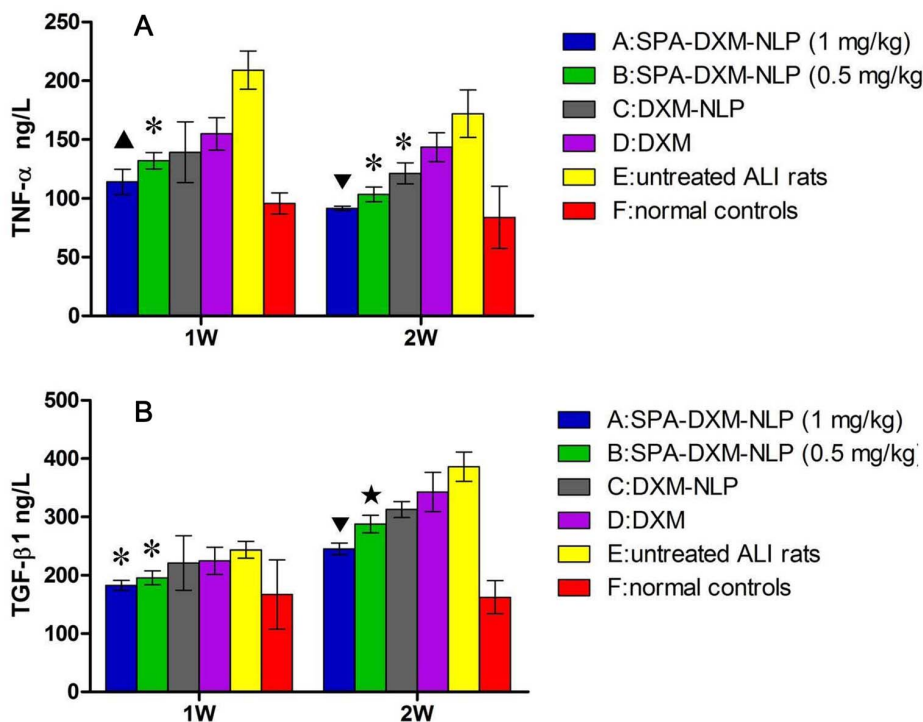 A
TNF-α ng/L
250
200
150
100
50
0
▲ *
▼ * *
1W 2W
A:SPA-DXM-NLP (1 mg/kg)
B:SPA-DXM-NLP (0.5 mg/kg
C:DXM-NLP
D:DXM
E:untreated ALI rats
F:normal controls
B
TGF-β1 ng/L
500
400
300
200
100
0
* *
▼ ★
1W 2W
A:SPA-DXM-NLP (1 mg/kg)
B:SPA-DXM-NLP (0.5 mg/kg)
C:DXM-NLP
D:DXM
E:untreated ALI rats
F:normal controls